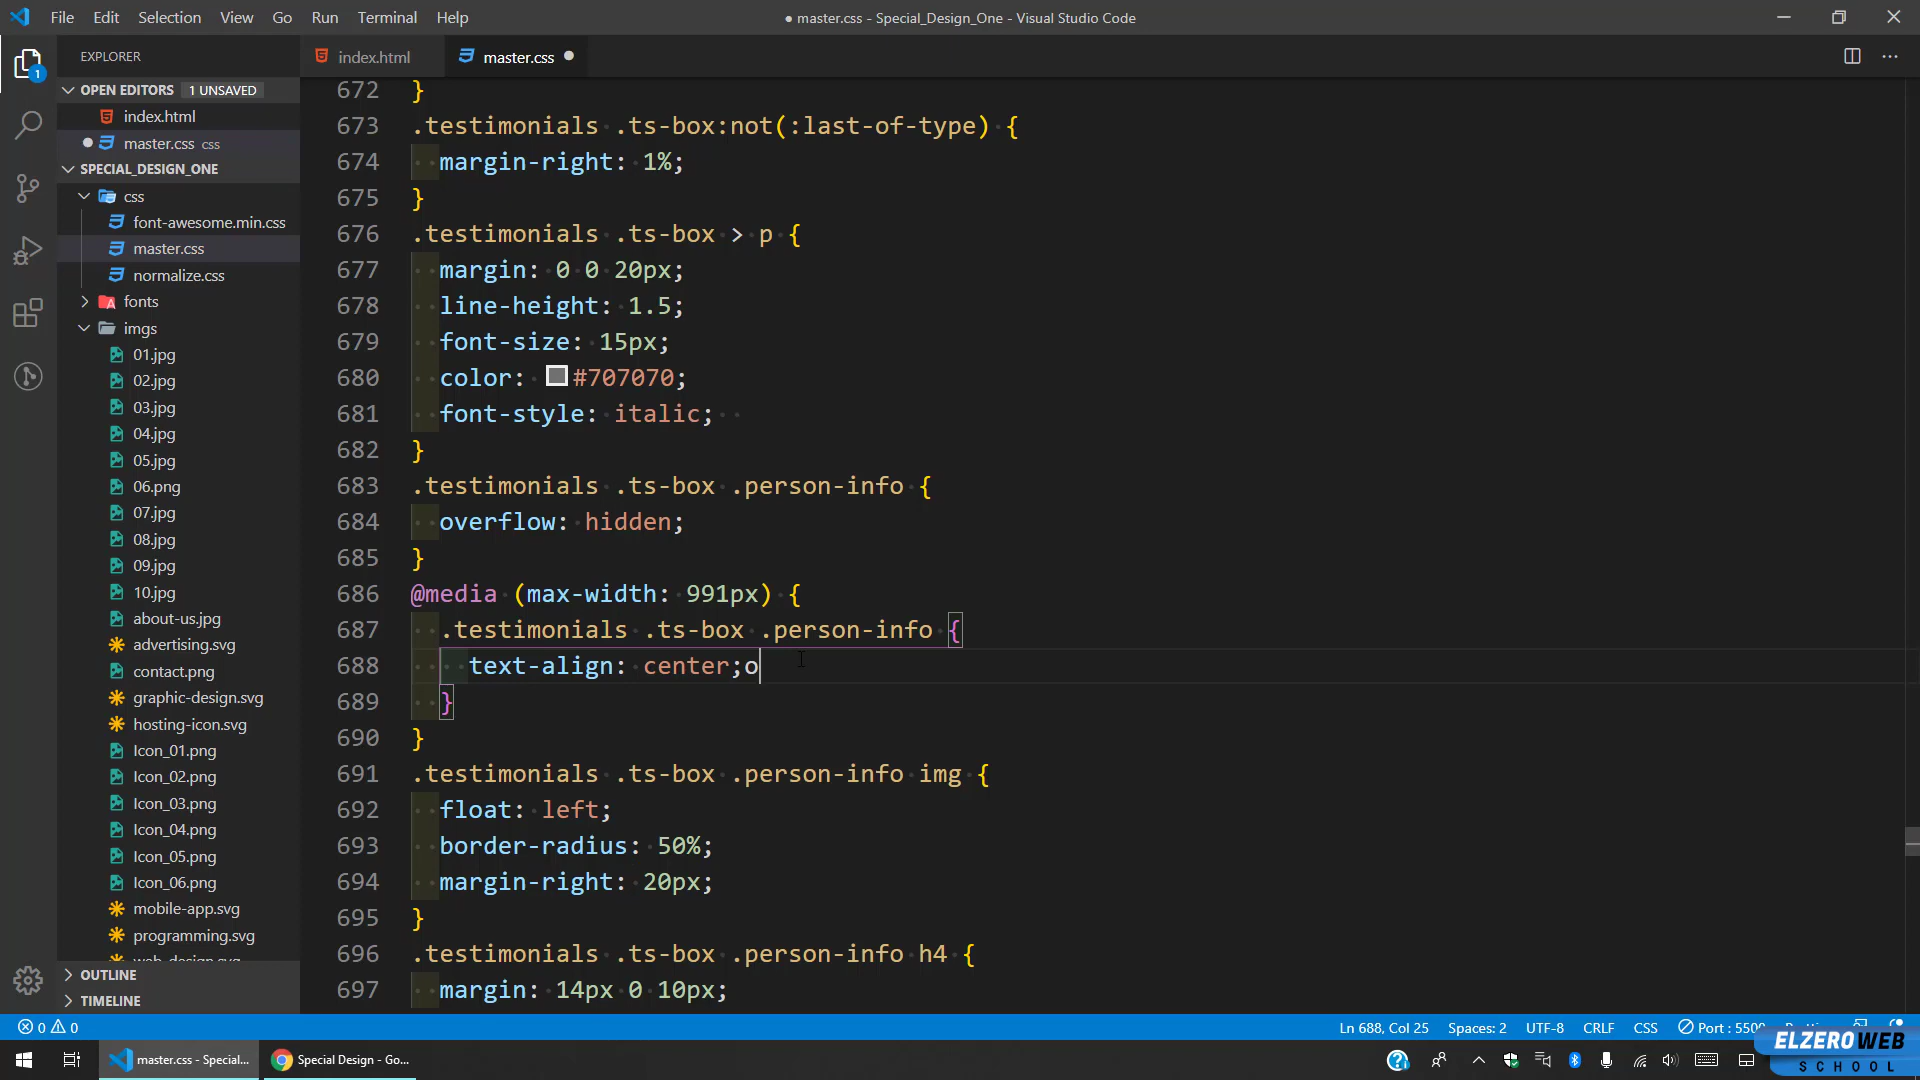 File Edit Selection View Go Run Terminal Help
● master.css - Special_Design_One - Visual Studio Code
EXPLORER
index.html
master.css
OPEN EDITORS 1 UNSAVED
index.html
master.css css
SPECIAL_DESIGN_ONE
css
font-awesome.min.css
master.css
normalize.css
fonts
imgs
01.jpg
02.jpg
03.jpg
04.jpg
05.jpg
06.png
07.jpg
08.jpg
09.jpg
10.jpg
about-us.jpg
advertising.svg
contact.png
graphic-design.svg
hosting-icon.svg
Icon_01.png
Icon_02.png
Icon_03.png
Icon_04.png
Icon_05.png
Icon_06.png
mobile-app.svg
programming.svg
web-design.svg
OUTLINE
TIMELINE
672 }
673 .testimonials .ts-box:not(:last-of-type) {
674 margin-right: 1%;
675 }
676 .testimonials .ts-box > p {
677 margin: 0 0 20px;
678 line-height: 1.5;
679 font-size: 15px;
680 color: #707070;
681 font-style: italic;
682 }
683 .testimonials .ts-box .person-info {
684 overflow: hidden;
685 }
686 @media (max-width: 991px) {
687 .testimonials .ts-box .person-info {
688 text-align: center;o
689 }
690 }
691 .testimonials .ts-box .person-info img {
692 float: left;
693 border-radius: 50%;
694 margin-right: 20px;
695 }
696 .testimonials .ts-box .person-info h4 {
697 margin: 14px 0 10px;
0 0
Ln 688, Col 25 Spaces: 2 UTF-8 CRLF CSS Port : 5500
master.css - Special...
Special Design - Go...
ELZEROWEB
SCHOOL